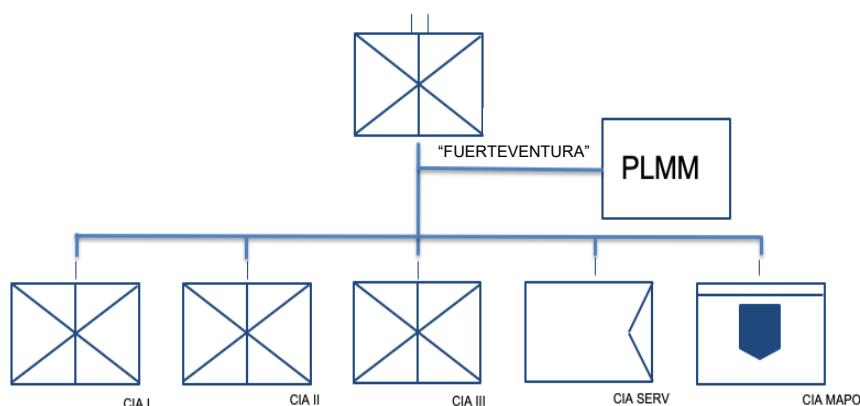 “FUERTEVENTURA”
PLMM
CIA I
CIA II
CIA III
CIA SERV
CIA MAPO